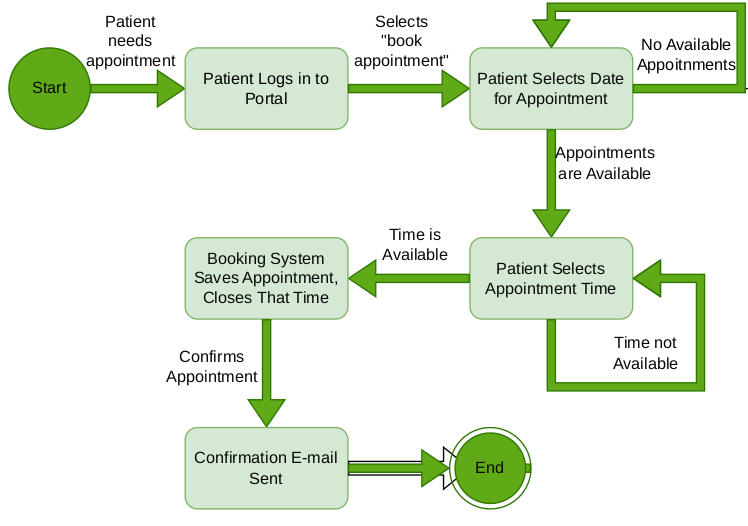 Patient
needs
appointment
Selects
"book
appointment"
No Available
Appoitnments
Start
Patient Logs in to
Portal
Patient Selects Date
for Appointment
Appointments
are Available
Time is
Available
Booking System
Saves Appointment,
Closes That Time
Patient Selects
Appointment Time
Time not
Available
Confirms
Appointment
Confirmation E-mail
Sent
End